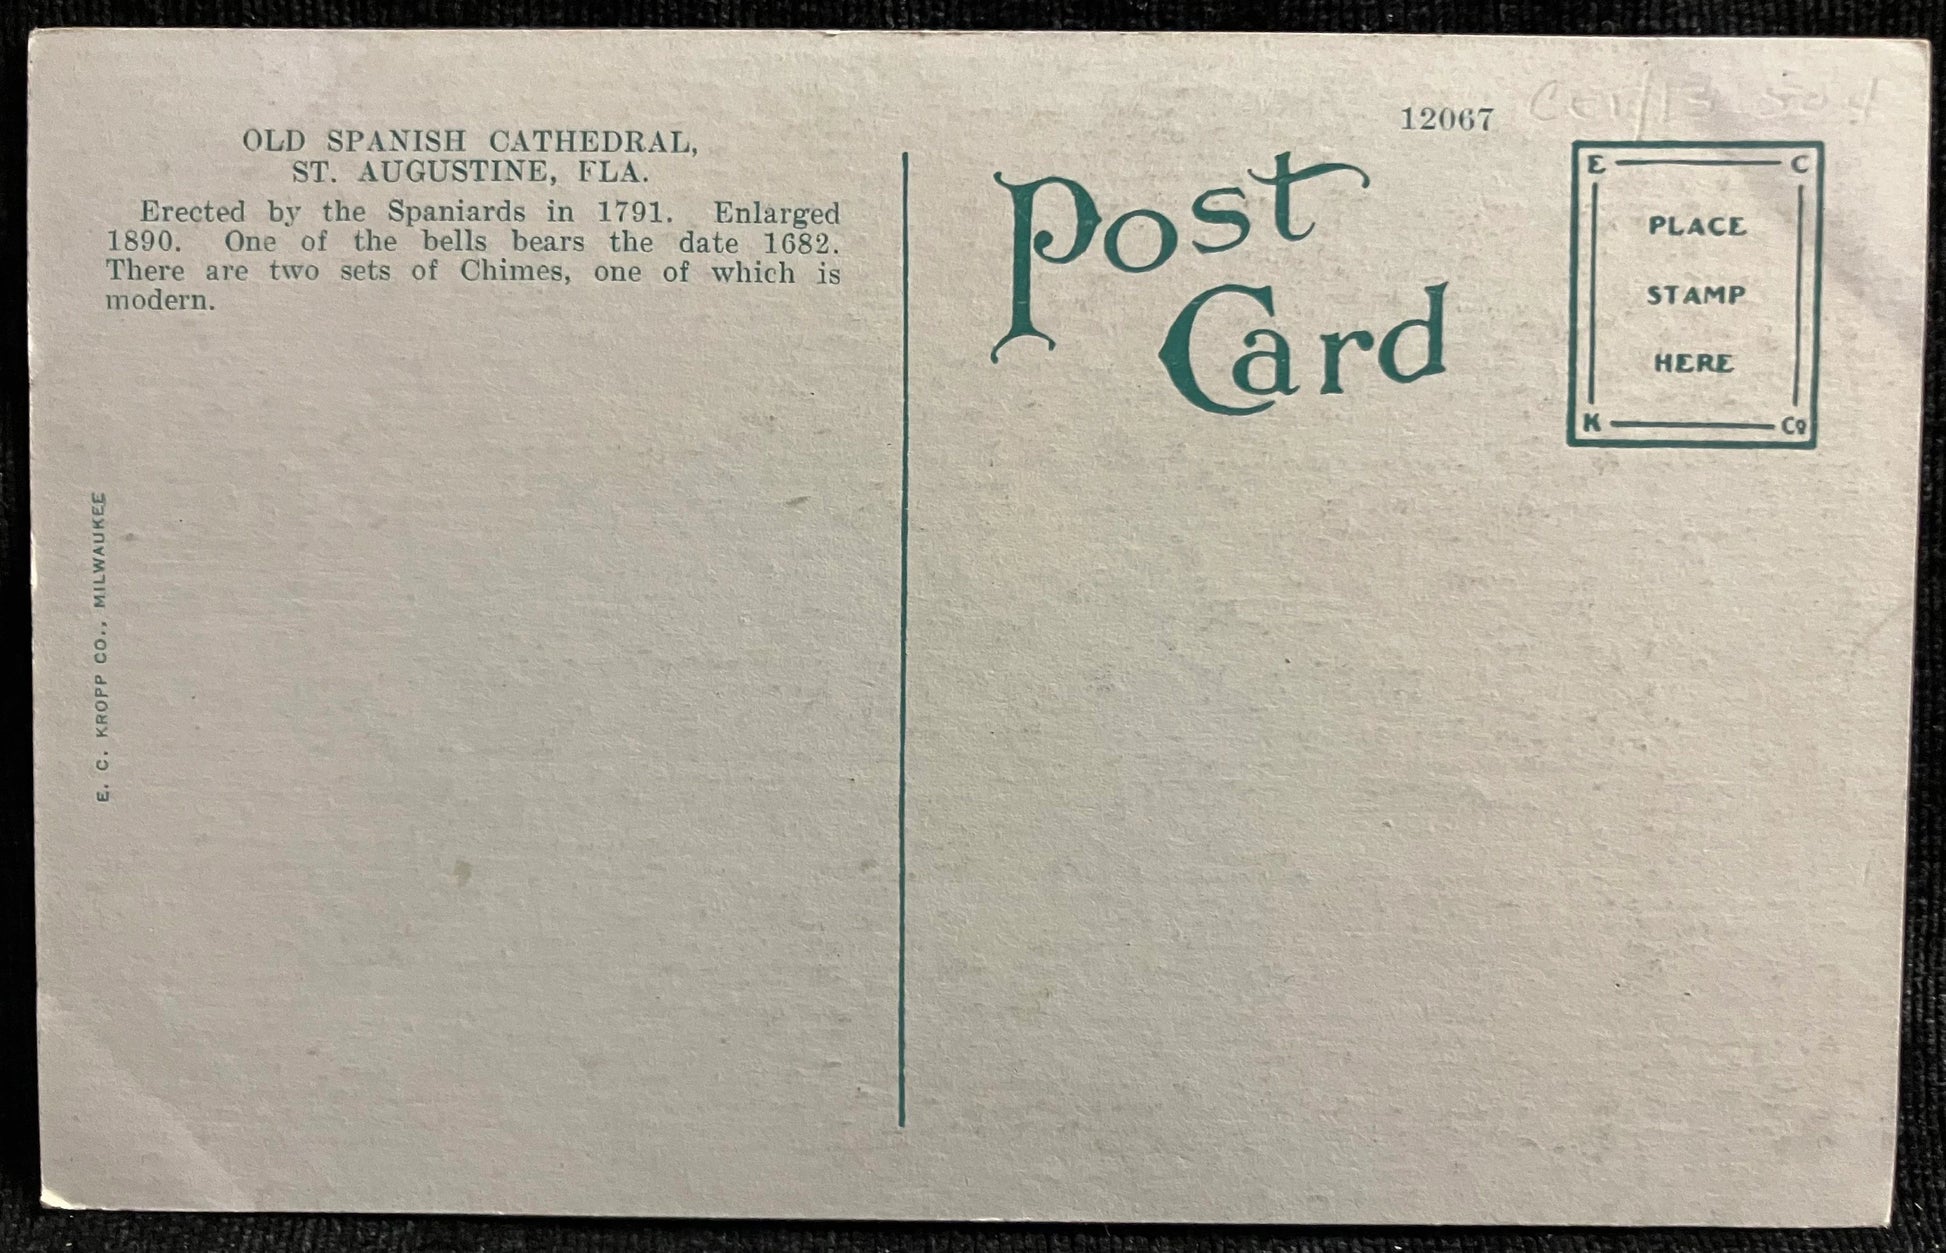 OLD SPANISH CATHEDRAL,
ST. AUGUSTINE, FLA.
Erected by the Spaniards in 1791. Enlarged
1890. One of the bells bears the date 1682.
There are two sets of Chimes, one of which is
modern.
E. C. KROPP CO., MILWAUKEE
12067
Post
Card
E C
PLACE
STAMP
HERE
K Co